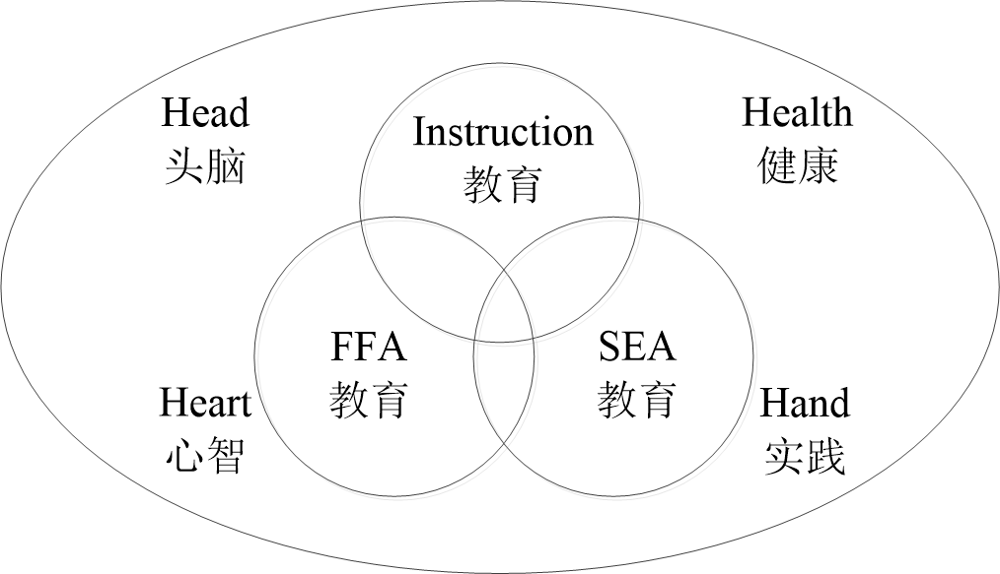 Head
头脑
Instruction
教育
Health
健康
FFA
教育
SEA
教育
Heart
心智
Hand
实践